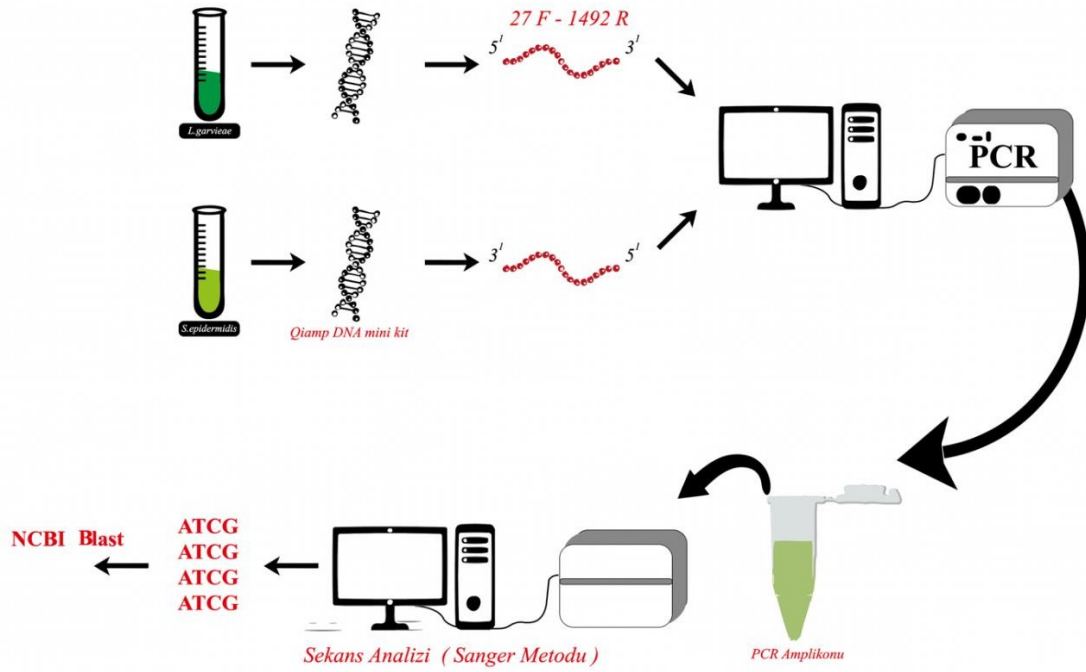 27 F - 1492 R
5' 3'
L.garvieae
PCR
3' 5'
S.epidermidis
Qiamp DNA mini kit
NCBI Blast
ATCG
ATCG
ATCG
ATCG
Sekans Analizi ( Sanger Metodu )
PCR Amplikonu